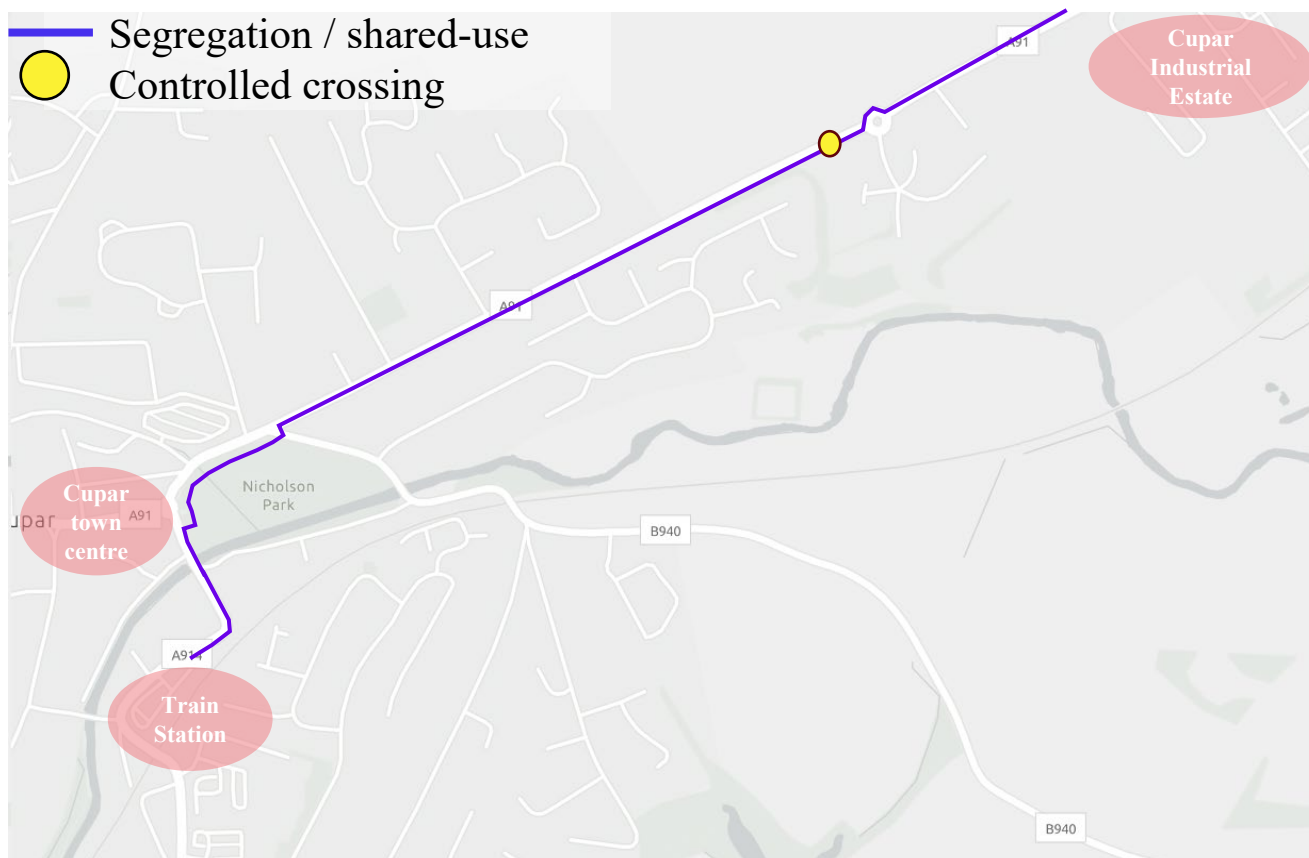 Segregation / shared-use
Controlled crossing
A91
Cupar
Industrial
Estate
A91
Nicholson
Park
Cupar
town
centre
upar
A91
B940
A914
Train
Station
B940